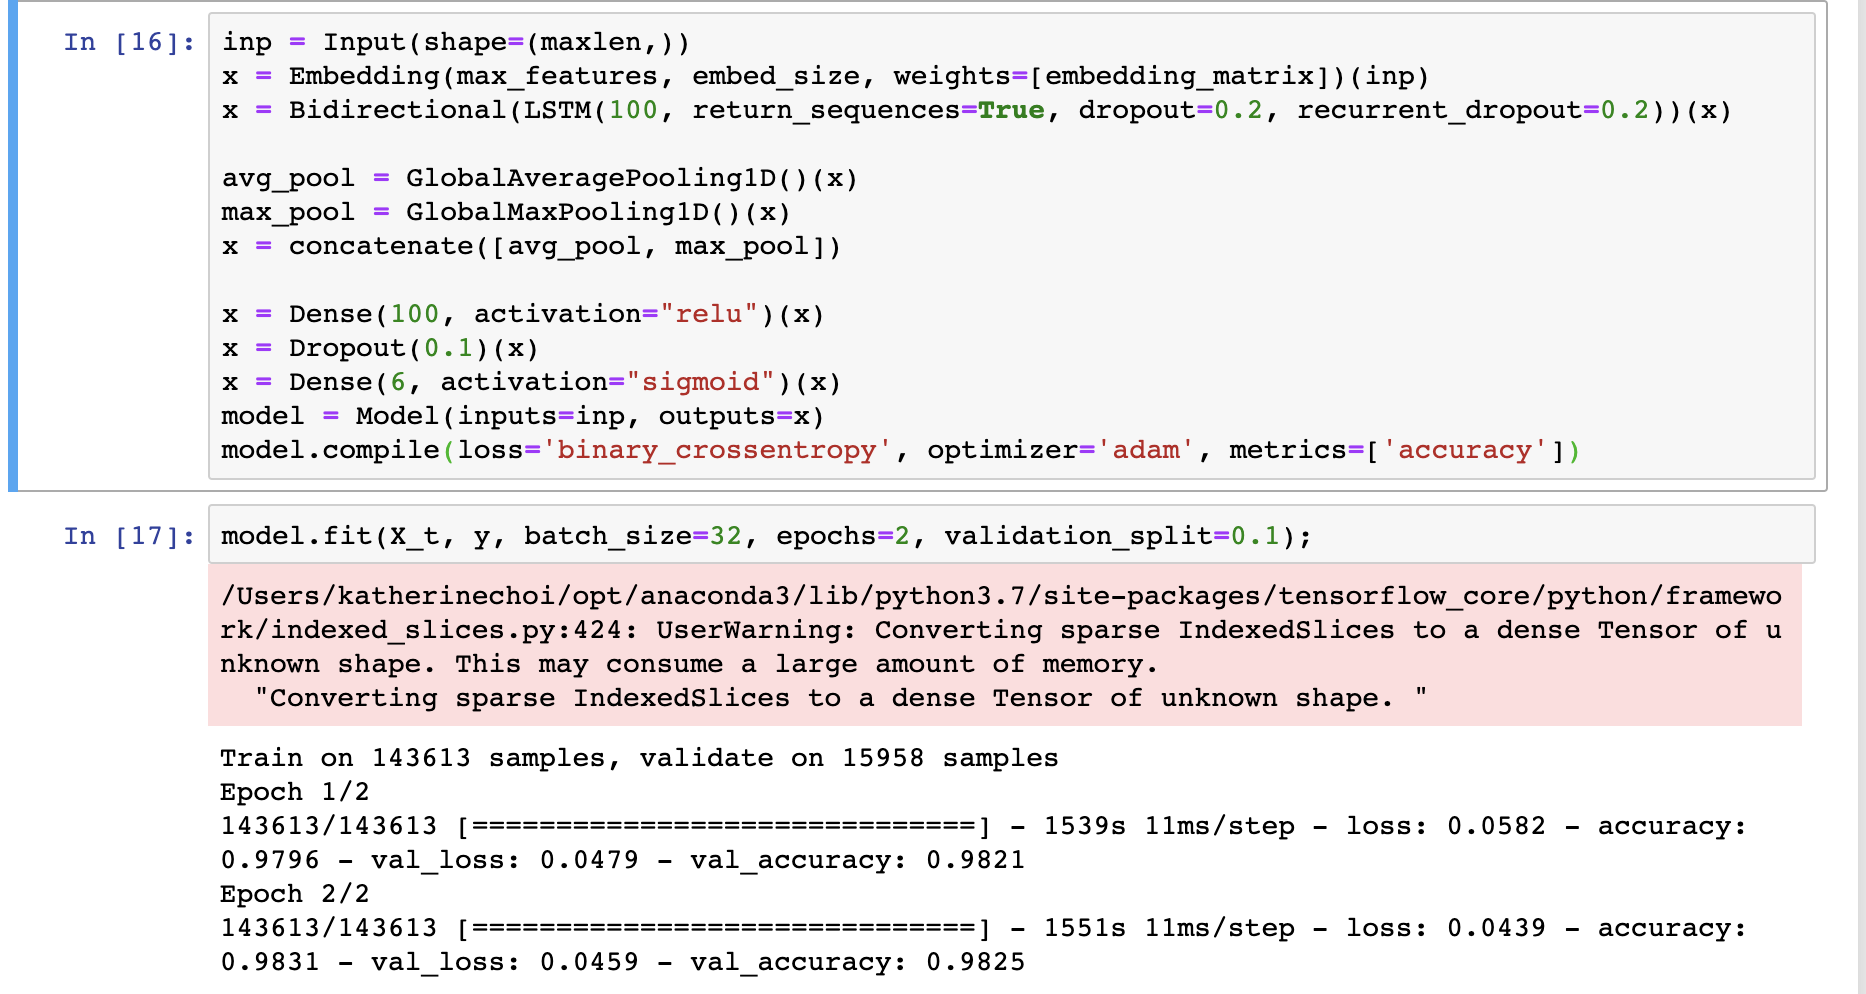 In [16]:
inp = Input(shape=(maxlen,))
x = Embedding(max_features, embed_size, weights=[embedding_matrix])(inp)
x = Bidirectional(LSTM(100, return_sequences=True, dropout=0.2, recurrent_dropout=0.2))(x)
avg_pool = GlobalAveragePooling1D()(x)
max_pool = GlobalMaxPooling1D()(x)
x = concatenate([avg_pool, max_pool])
x = Dense(100, activation="relu")(x)
x = Dropout(0.1)(x)
x = Dense(6, activation="sigmoid")(x)
model = Model(inputs=inp, outputs=x)
model.compile(loss='binary_crossentropy', optimizer='adam', metrics=['accuracy'])
In [17]:
model.fit(X_t, y, batch_size=32, epochs=2, validation_split=0.1);
/Users/katherinechoi/opt/anaconda3/lib/python3.7/site-packages/tensorflow_core/python/framewo
rk/indexed_slices.py:424: UserWarning: Converting sparse IndexedSlices to a dense Tensor of u
nknown shape. This may consume a large amount of memory.
"Converting sparse IndexedSlices to a dense Tensor of unknown shape. "
Train on 143613 samples, validate on 15958 samples
Epoch 1/2
143613/143613 [==============================] - 1539s 11ms/step - loss: 0.0582 - accuracy:
0.9796 - val_loss: 0.0479 - val_accuracy: 0.9821
Epoch 2/2
143613/143613 [==============================] - 1551s 11ms/step - loss: 0.0439 - accuracy:
0.9831 - val_loss: 0.0459 - val_accuracy: 0.9825